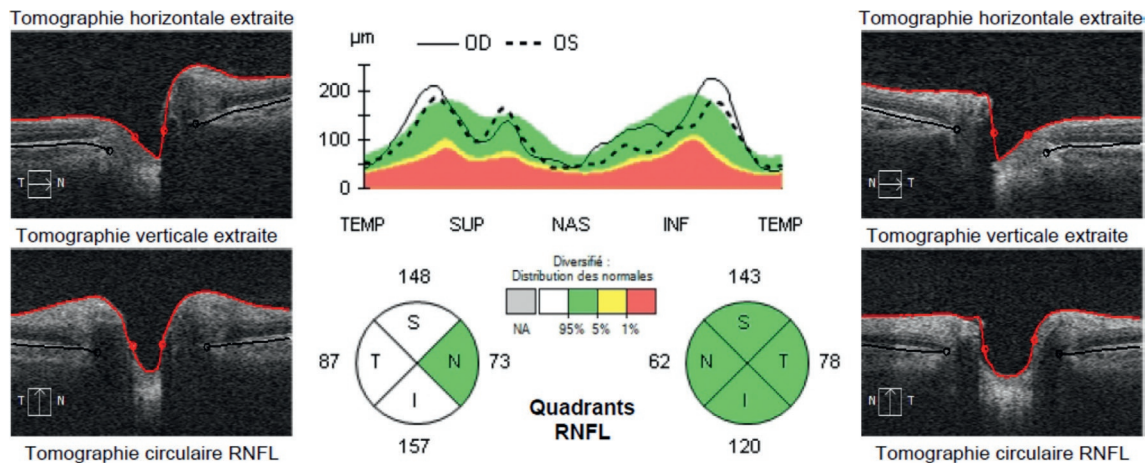 Tomographie horizontale extraite
Tomographie horizontale extraite
µm
OD
OS
200
100
0
T
N
N
T
TEMP
SUP
NAS
INF
TEMP
Tomographie verticale extraite
Tomographie verticale extraite
Diversifié :
Distribution des normales
NA
95%
5%
1%
148
S
87
T
N
73
I
157
143
S
62
N
T
78
I
120
Quadrants
RNFL
T
N
N
T
Tomographie circulaire RNFL
Tomographie circulaire RNFL